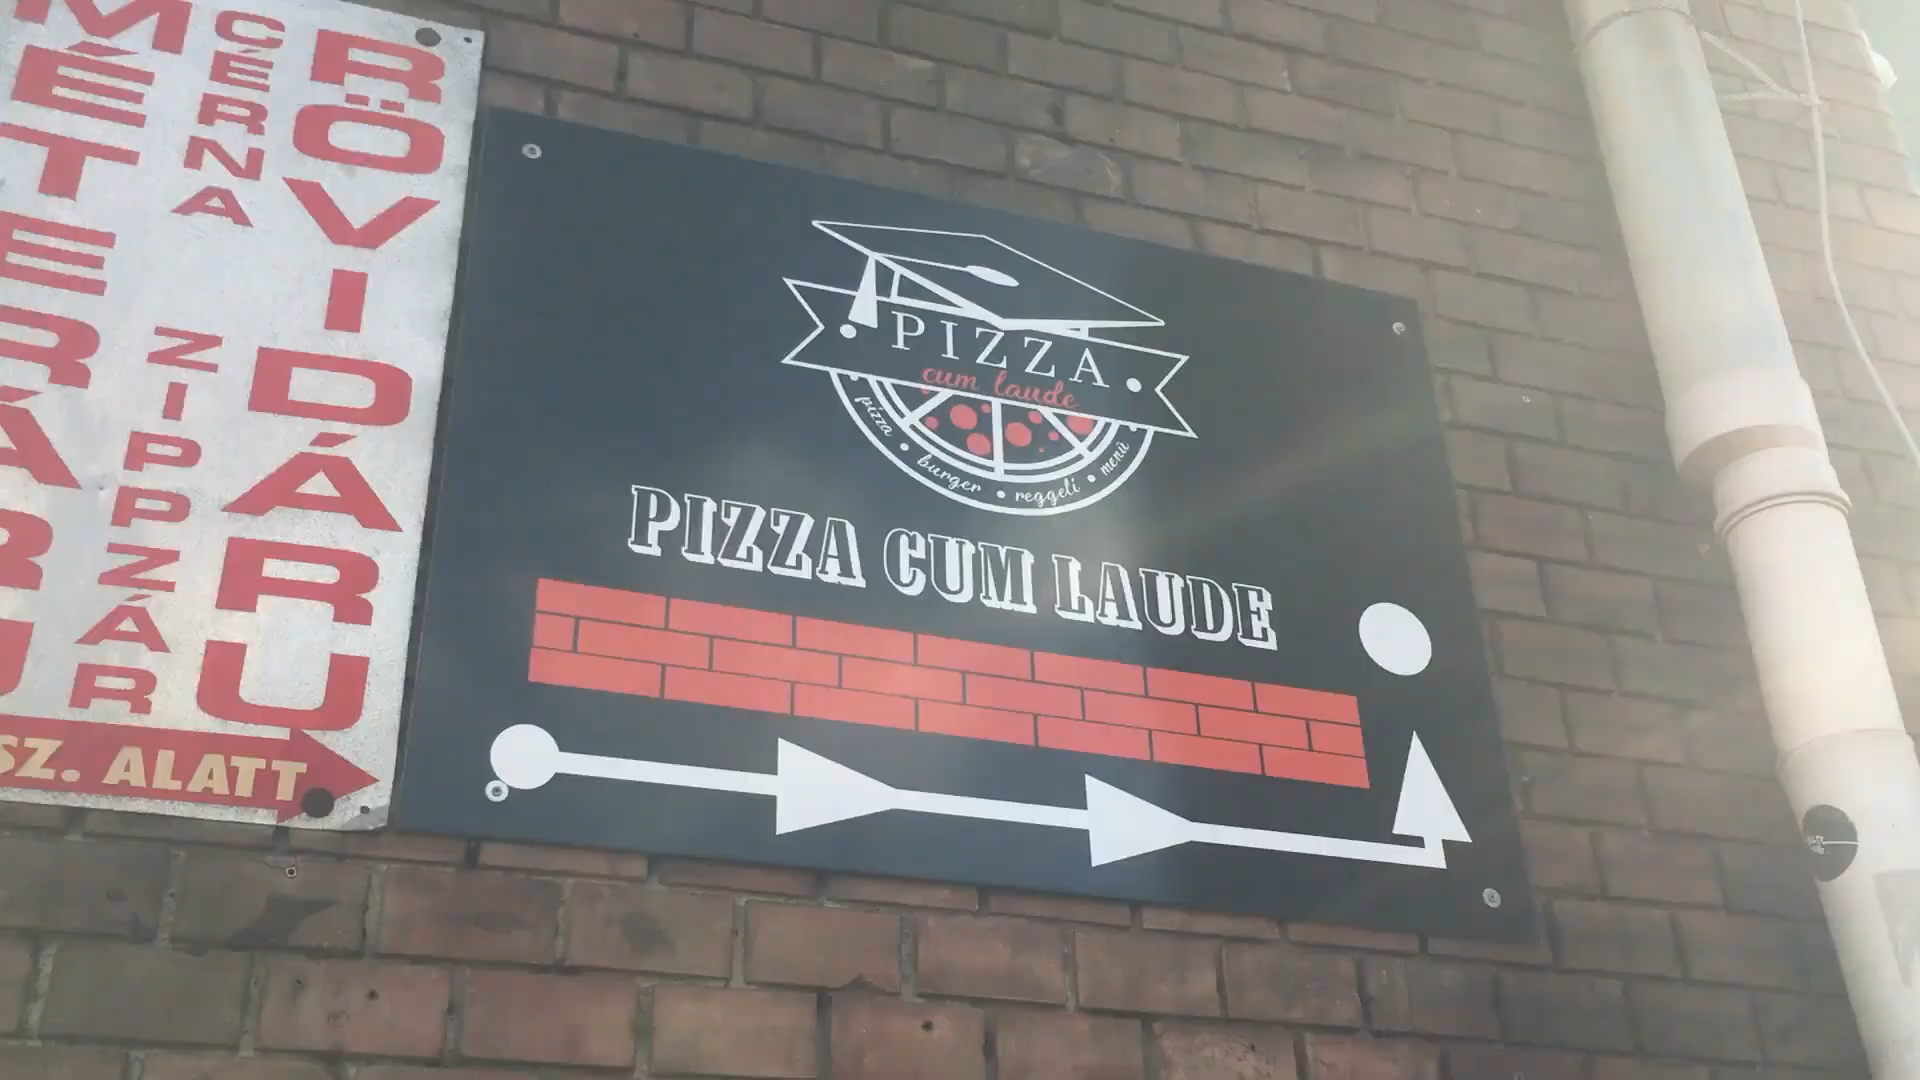 MÉTERÁRU
CÉRNA
ZIPPZÁR
RÖVIDÁRU
SZ. ALATT
PIZZA
cum laude
pizza • burger • reggeli • menü
PIZZA CUM LAUDE